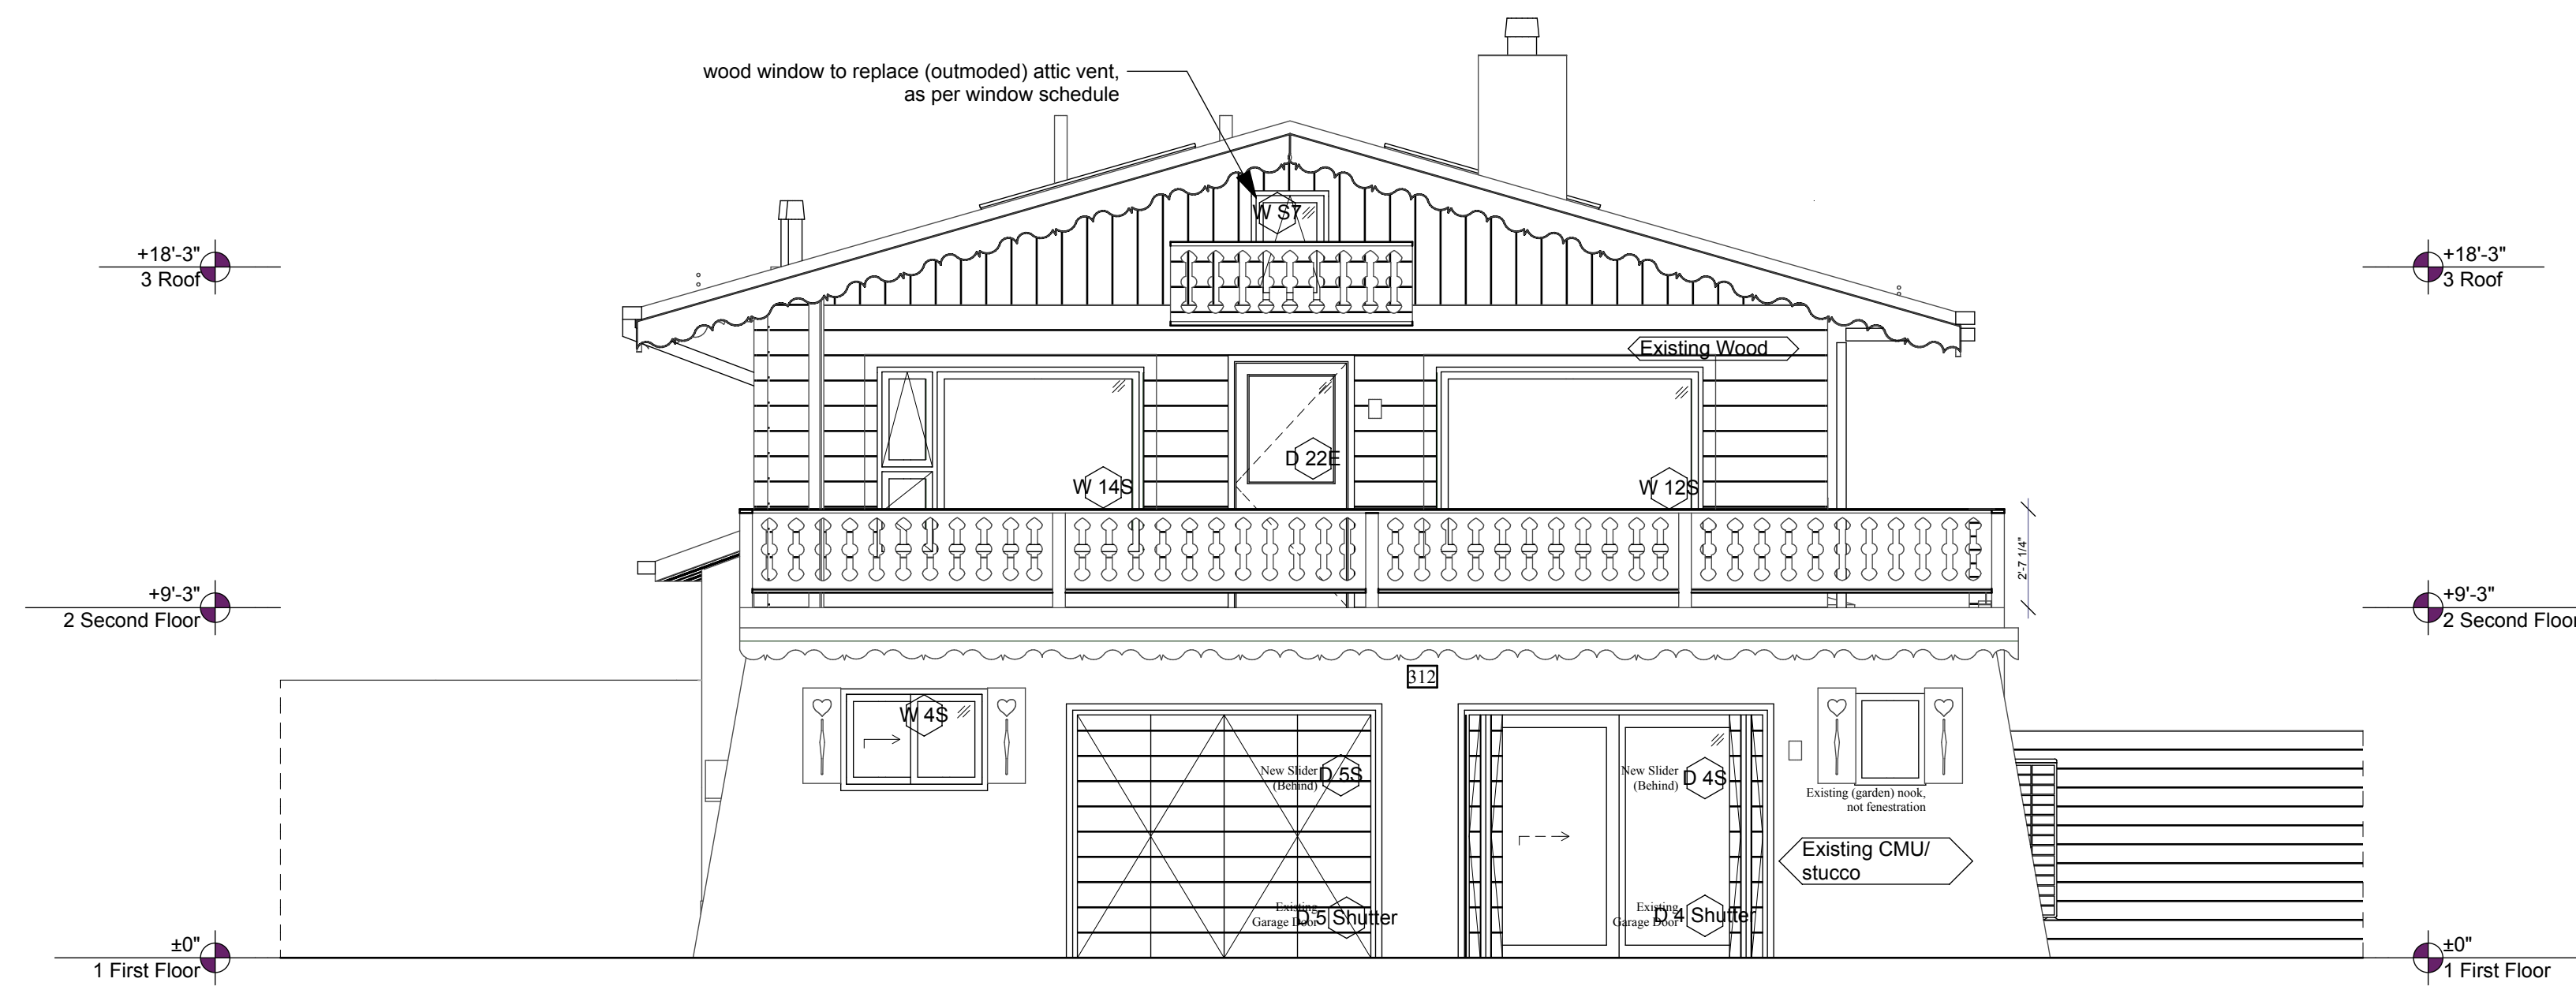 wood window to replace (outmoded) attic vent,
as per window schedule
W S7
+18'-3"
3 Roof
+18'-3"
3 Roof
Existing Wood
D 22E
W 14S
W 12S
2'-7 1/4"
+9'-3"
2 Second Floor
+9'-3"
2 Second Floor
312
W 4S
New Slider
(Behind)
D 5S
New Slider
(Behind)
D 4S
Existing (garden) nook,
not fenestration
Existing CMU/
stucco
Existing
Garage Door
D 5 Shutter
Existing
Garage Door
D 4 Shutter
±0"
1 First Floor
±0"
1 First Floor